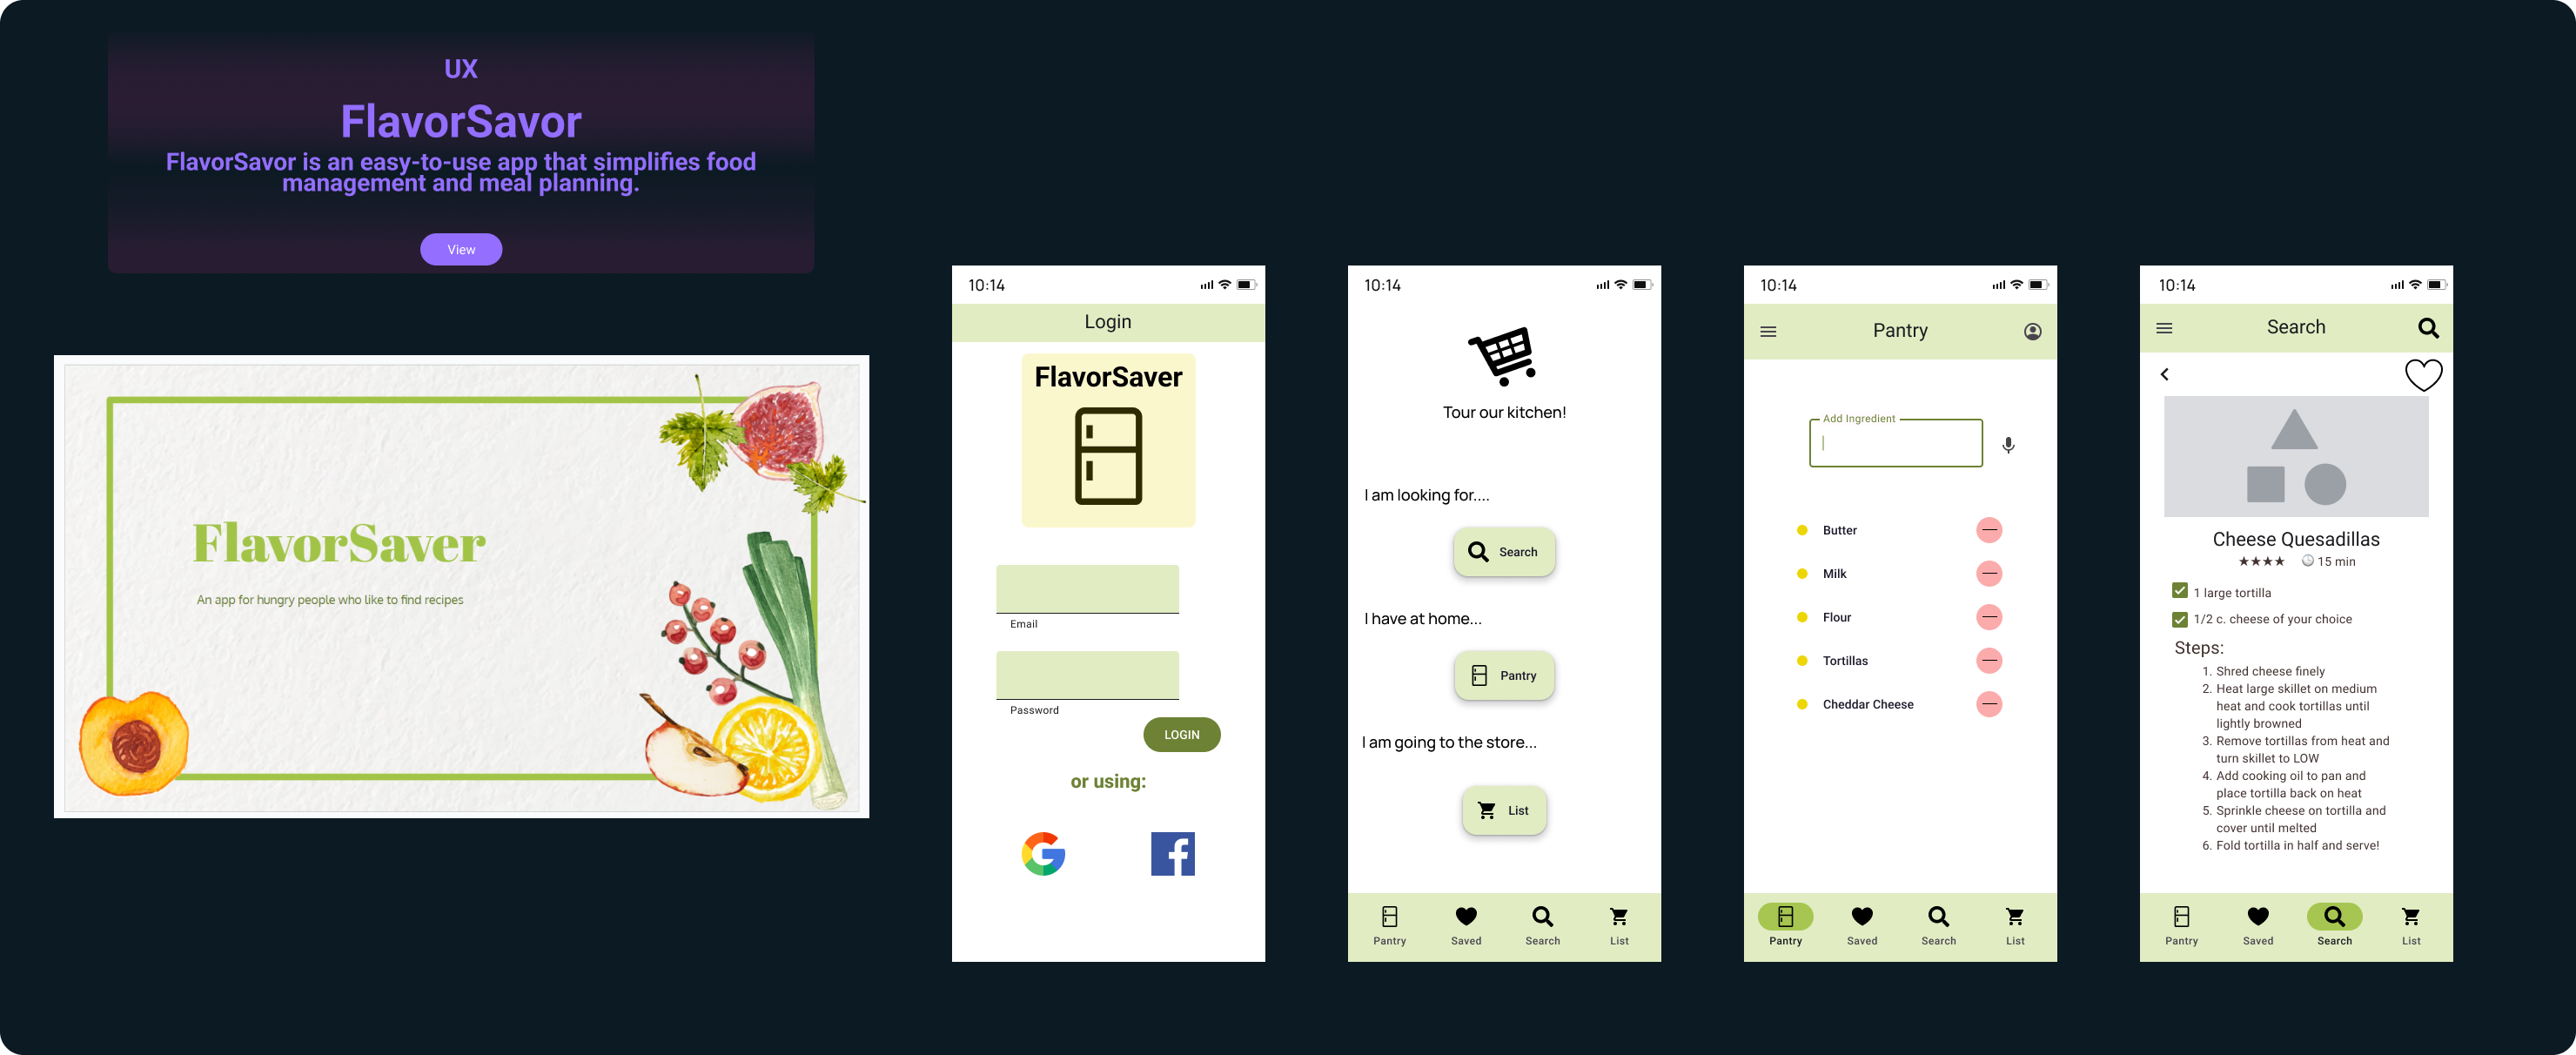 UX
FlavorSavor
FlavorSavor is an easy-to-use app that simplifies food
management and meal planning.
View
FlavorSaver
An app for hungry people who like to find recipes
10:14
Login
FlavorSaver
Email
Password
LOGIN
or using:
10:14
Tour our kitchen!
I am looking for....
Search
I have at home...
Pantry
I am going to the store...
List
Pantry
Saved
Search
List
10:14
Pantry
Add Ingredient
Butter
Milk
Flour
Tortillas
Cheddar Cheese
Pantry
Saved
Search
List
10:14
Search
Cheese Quesadillas
★★★★ 15 min
1 large tortilla
1/2 c. cheese of your choice
Steps:
1. Shred cheese finely
2. Heat large skillet on medium
heat and cook tortillas until
lightly browned
3. Remove tortillas from heat and
turn skillet to LOW
4. Add cooking oil to pan and
place tortilla back on heat
5. Sprinkle cheese on tortilla and
cover until melted
6. Fold tortilla in half and serve!
Pantry
Saved
Search
List